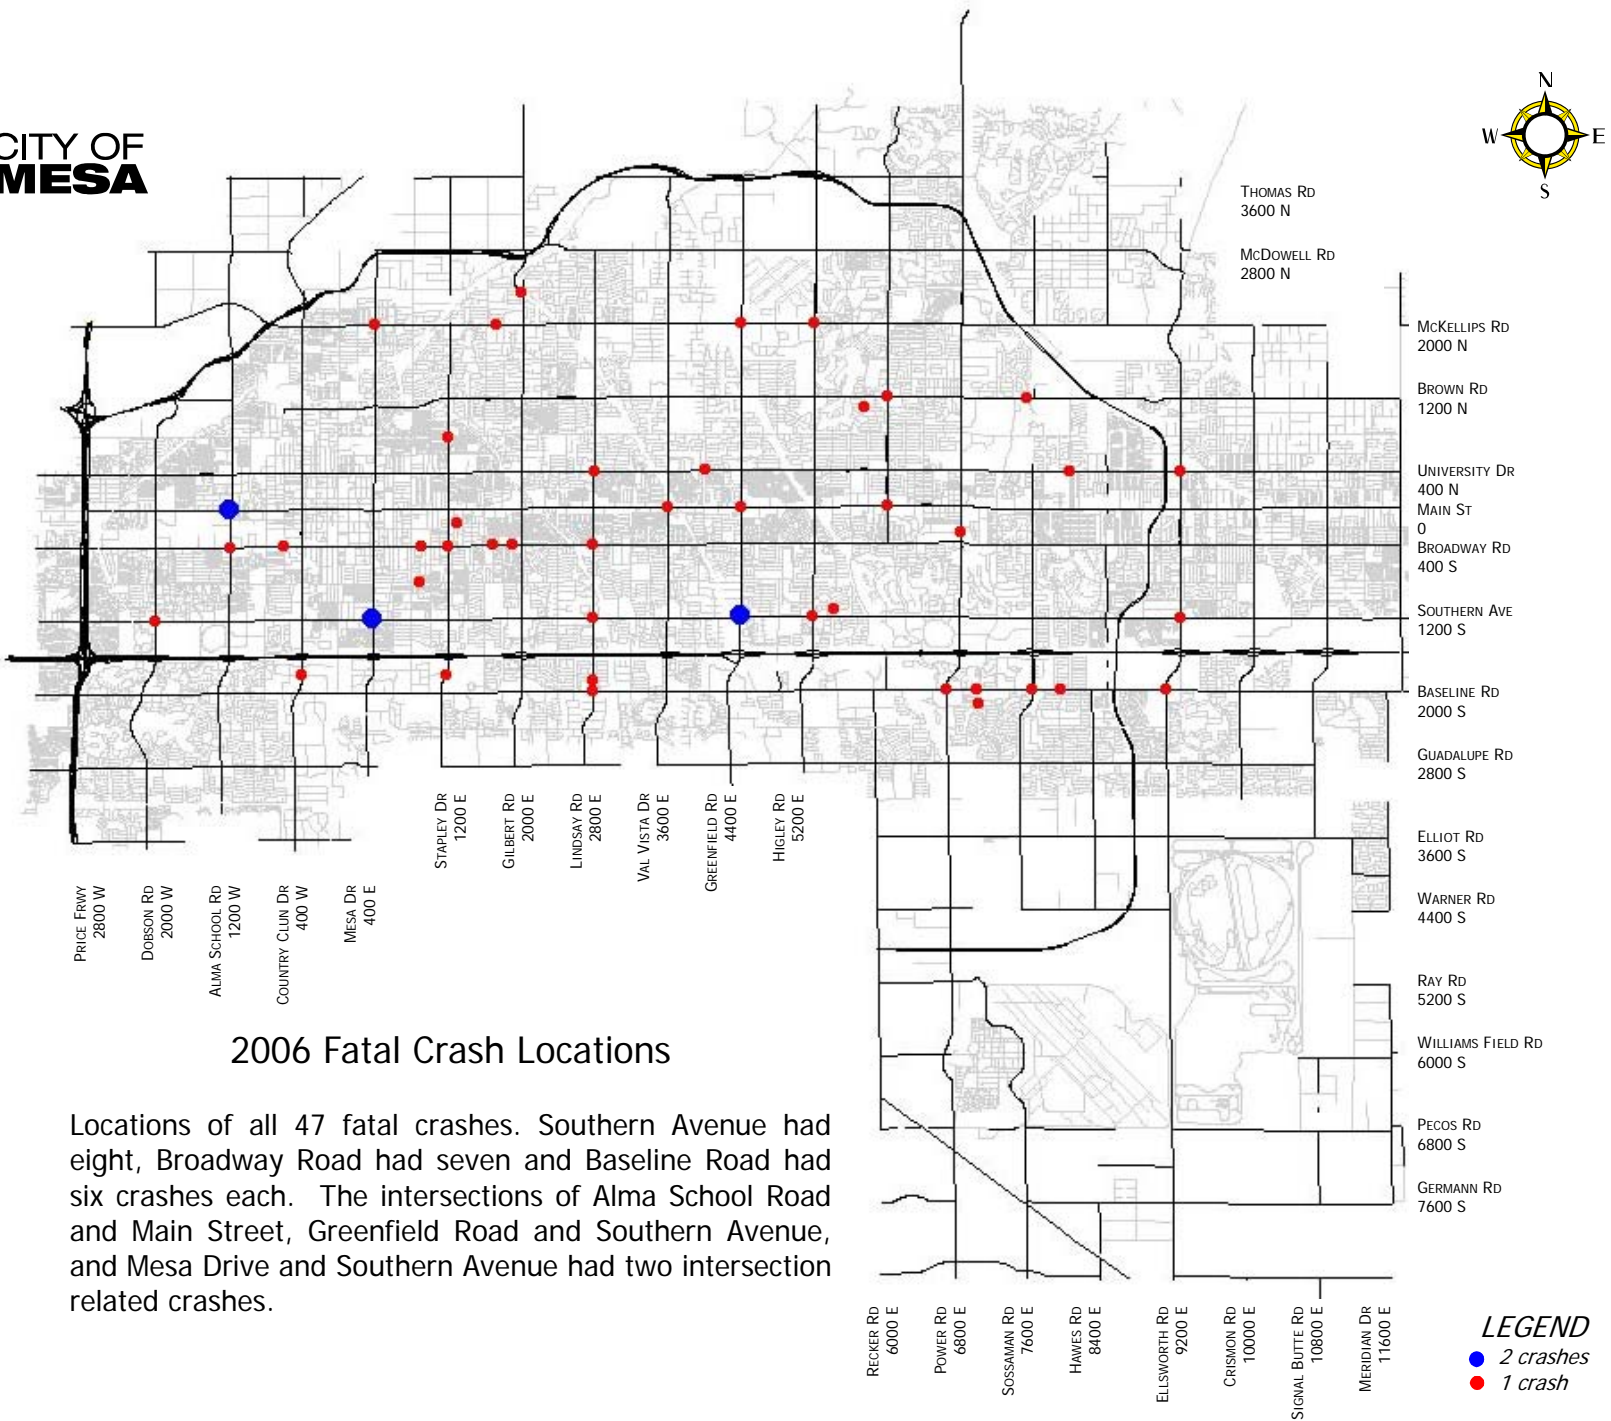 CITY OF
MESA
N
W E
S
THOMAS RD
3600 N
MCDOWELL RD
2800 N
MCKELLIPS RD
2000 N
BROWN RD
1200 N
UNIVERSITY DR
400 N
MAIN ST
0
BROADWAY RD
400 S
SOUTHERN AVE
1200 S
BASELINE RD
2000 S
GUADALUPE RD
2800 S
ELLIOT RD
3600 S
WARNER RD
4400 S
RAY RD
5200 S
WILLIAMS FIELD RD
6000 S
PECOS RD
6800 S
GERMANN RD
7600 S
PRICE FRWY
2800 W
DOBSON RD
2000 W
ALMA SCHOOL RD
1200 W
COUNTRY CLUN DR
400 W
MESA DR
400 E
STAPLEY DR
1200 E
GILBERT RD
2000 E
LINDSAY RD
2800 E
VAL VISTA DR
3600 E
GREENFIELD RD
4400 E
HIGLEY RD
5200 E
2006 Fatal Crash Locations
Locations of all 47 fatal crashes. Southern Avenue had
eight, Broadway Road had seven and Baseline Road had
six crashes each. The intersections of Alma School Road
and Main Street, Greenfield Road and Southern Avenue,
and Mesa Drive and Southern Avenue had two intersection
related crashes.
RECKER RD
6000 E
POWER RD
6800 E
SOSSAMAN RD
7600 E
HAWES RD
8400 E
ELLSWORTH RD
9200 E
CRISMON RD
10000 E
SIGNAL BUTTE RD
10800 E
MERIDIAN DR
11600 E
LEGEND
2 crashes
1 crash